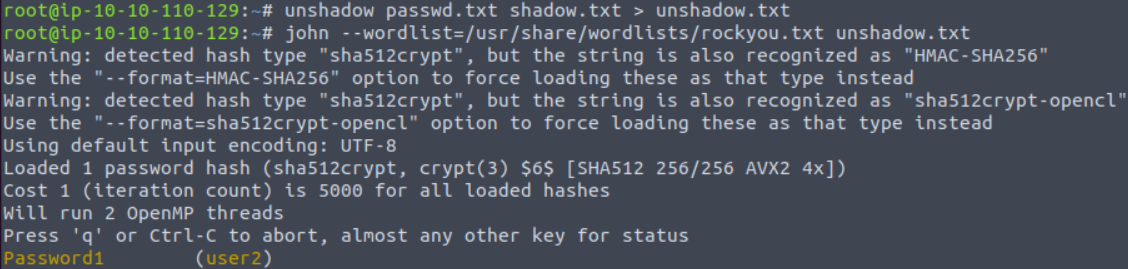 root@ip-10-10-110-129:~# unshadow passwd.txt shadow.txt > unshadow.txt
root@ip-10-10-110-129:~# john --wordlist=/usr/share/wordlists/rockyou.txt unshadow.txt
Warning: detected hash type "sha512crypt", but the string is also recognized as "HMAC-SHA256"
Use the "--format=HMAC-SHA256" option to force loading these as that type instead
Warning: detected hash type "sha512crypt", but the string is also recognized as "sha512crypt-opencl"
Use the "--format=sha512crypt-opencl" option to force loading these as that type instead
Using default input encoding: UTF-8
Loaded 1 password hash (sha512crypt, crypt(3) $6$ [SHA512 256/256 AVX2 4x])
Cost 1 (iteration count) is 5000 for all loaded hashes
Will run 2 OpenMP threads
Press 'q' or Ctrl-C to abort, almost any other key for status
Password1        (user2)